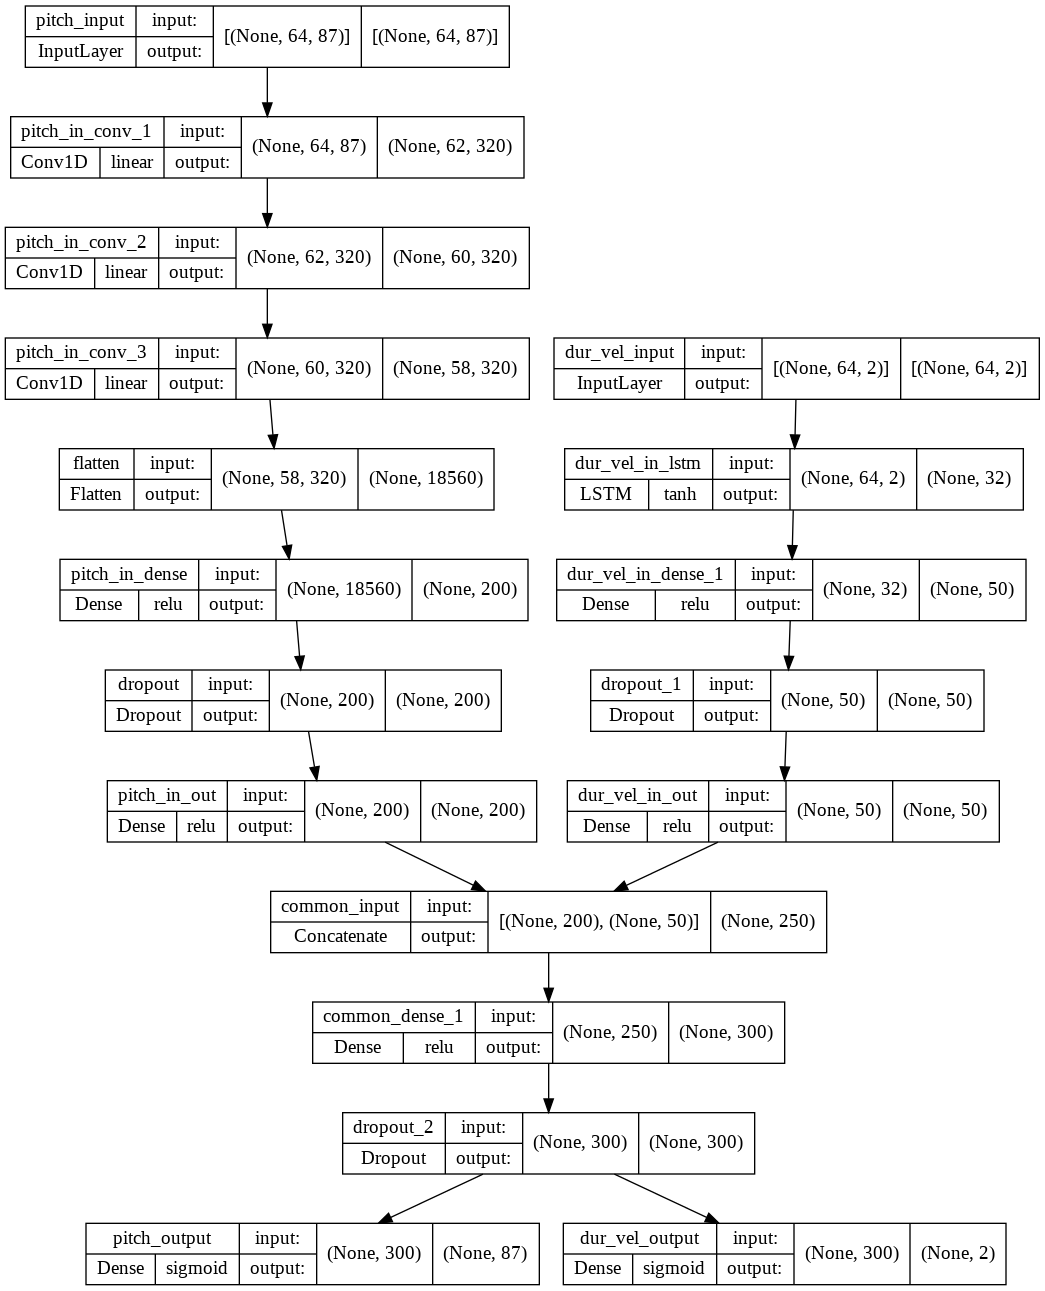 pitch_input input: [(None, 64, 87)] [(None, 64, 87)]
InputLayer output:
pitch_in_conv_1 input: (None, 64, 87) (None, 62, 320)
Conv1D linear output:
pitch_in_conv_2 input: (None, 62, 320) (None, 60, 320)
Conv1D linear output:
pitch_in_conv_3 input: (None, 60, 320) (None, 58, 320)
Conv1D linear output:
dur_vel_input input: [(None, 64, 2)] [(None, 64, 2)]
InputLayer output:
flatten input: (None, 58, 320) (None, 18560)
Flatten output:
dur_vel_in_lstm input: (None, 64, 2) (None, 32)
LSTM tanh output:
pitch_in_dense input: (None, 18560) (None, 200)
Dense relu output:
dur_vel_in_dense_1 input: (None, 32) (None, 50)
Dense relu output:
dropout input: (None, 200) (None, 200)
Dropout output:
dropout_1 input: (None, 50) (None, 50)
Dropout output:
pitch_in_out input: (None, 200) (None, 200)
Dense relu output:
dur_vel_in_out input: (None, 50) (None, 50)
Dense relu output:
common_input input: [(None, 200), (None, 50)] (None, 250)
Concatenate output:
common_dense_1 input: (None, 250) (None, 300)
Dense relu output:
dropout_2 input: (None, 300) (None, 300)
Dropout output:
pitch_output input: (None, 300) (None, 87)
Dense sigmoid output:
dur_vel_output input: (None, 300) (None, 2)
Dense sigmoid output: